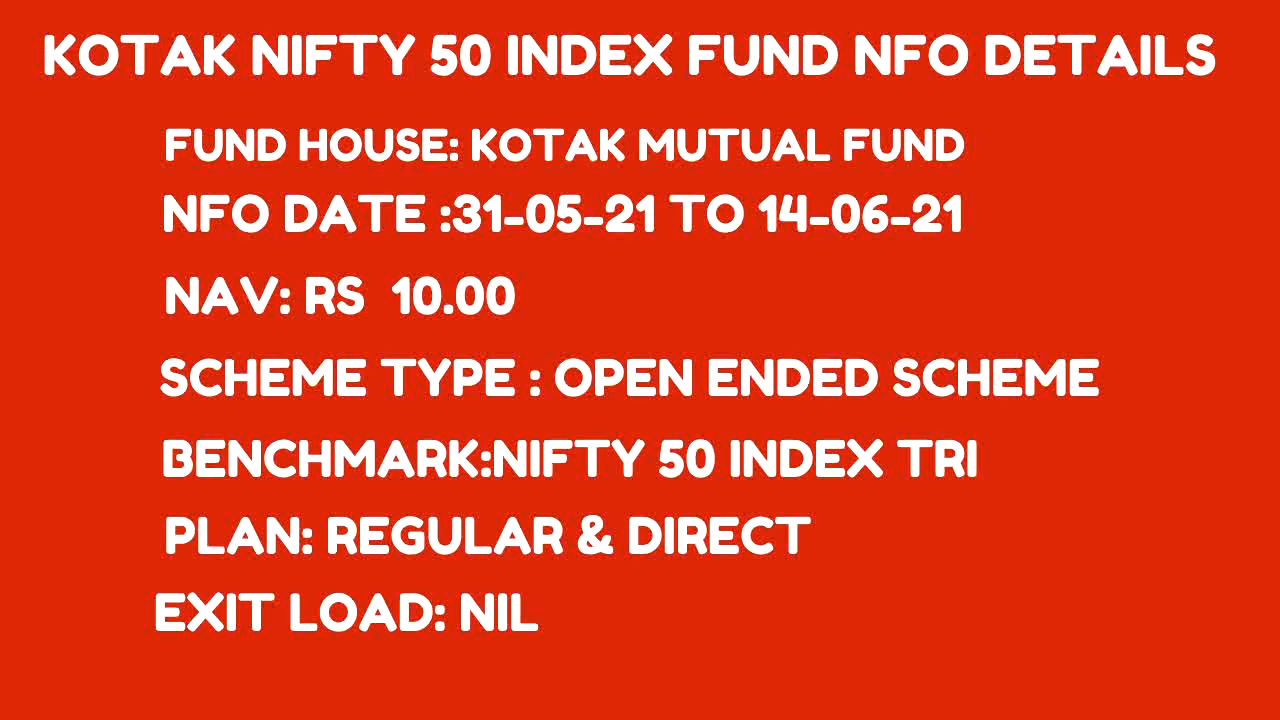 KOTAK NIFTY 50 INDEX FUND NFO DETAILS
FUND HOUSE: KOTAK MUTUAL FUND
NFO DATE :31-05-21 TO 14-06-21
NAV: RS 10.00
SCHEME TYPE : OPEN ENDED SCHEME
BENCHMARK:NIFTY 50 INDEX TRI
PLAN: REGULAR & DIRECT
EXIT LOAD: NIL